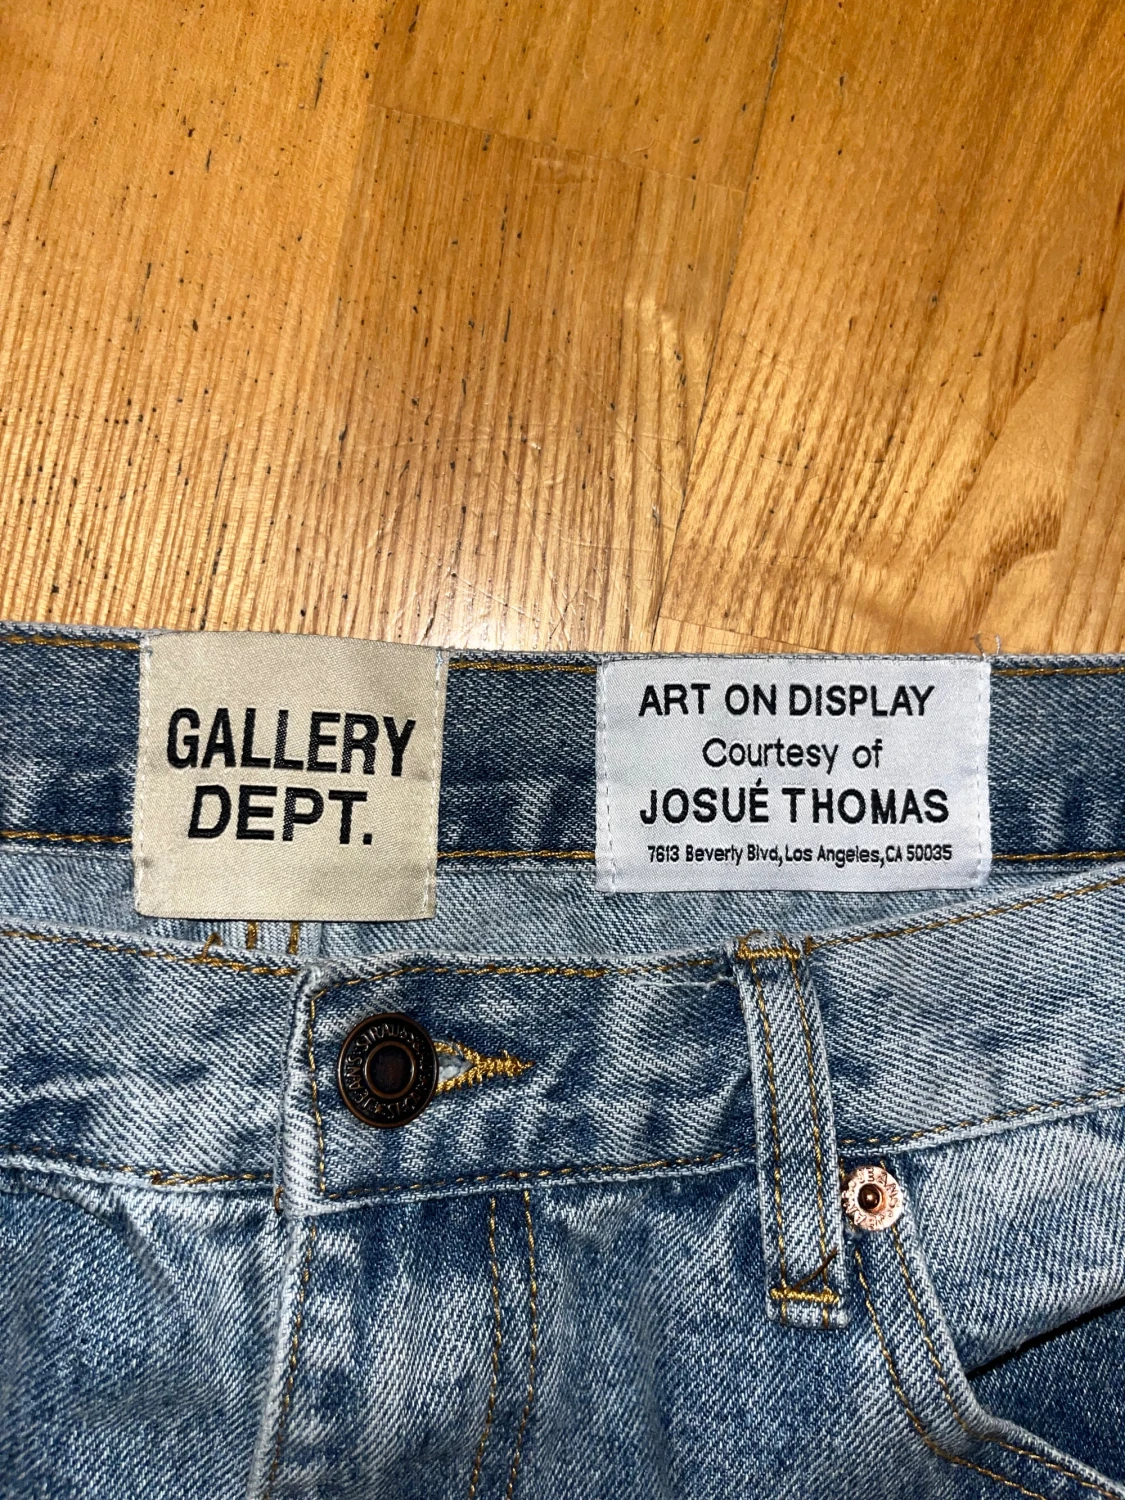 GALLERY
DEPT.
ART ON DISPLAY
Courtesy of
JOSUÉ THOMAS
7613 Beverly Blvd, Los Angeles, CA 50035